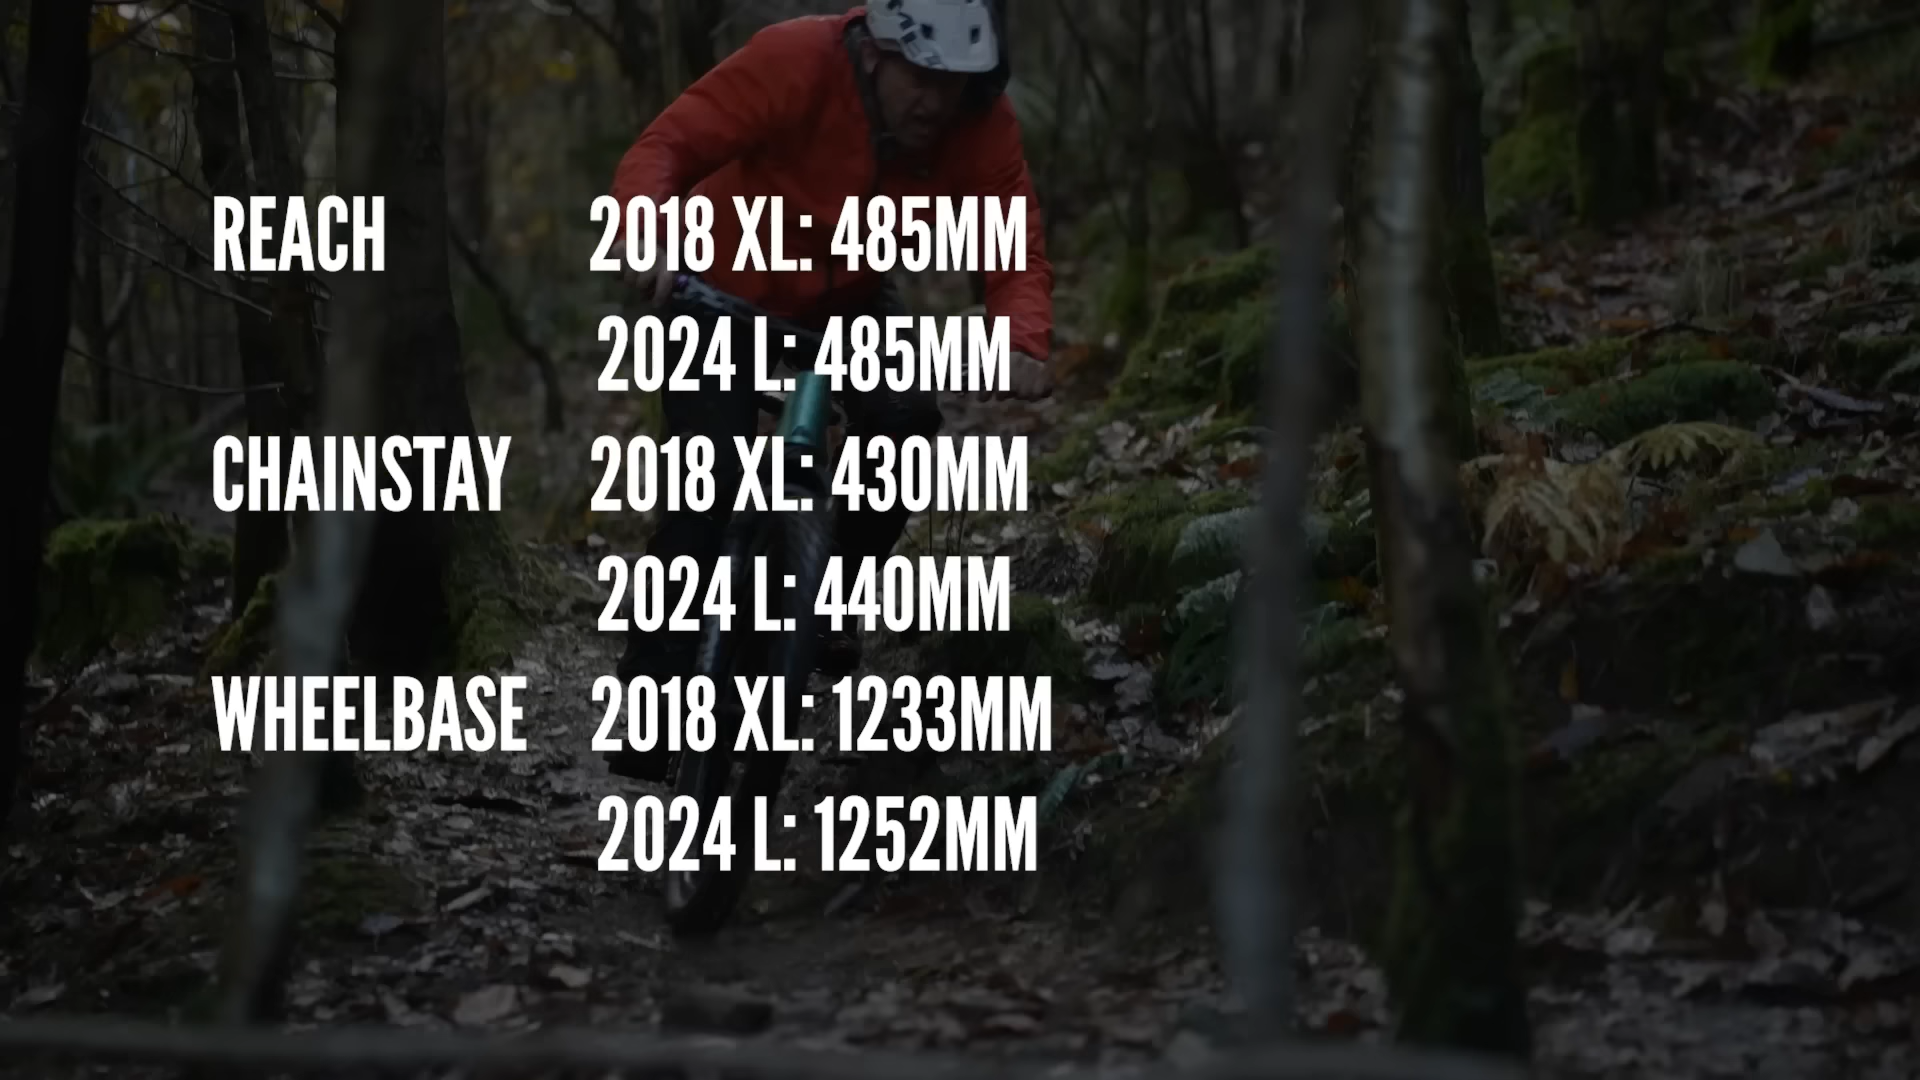 REACH 2018 XL: 485MM
2024 L: 485MM
CHAINSTAY 2018 XL: 430MM
2024 L: 440MM
WHEELBASE 2018 XL: 1233MM
2024 L: 1252MM